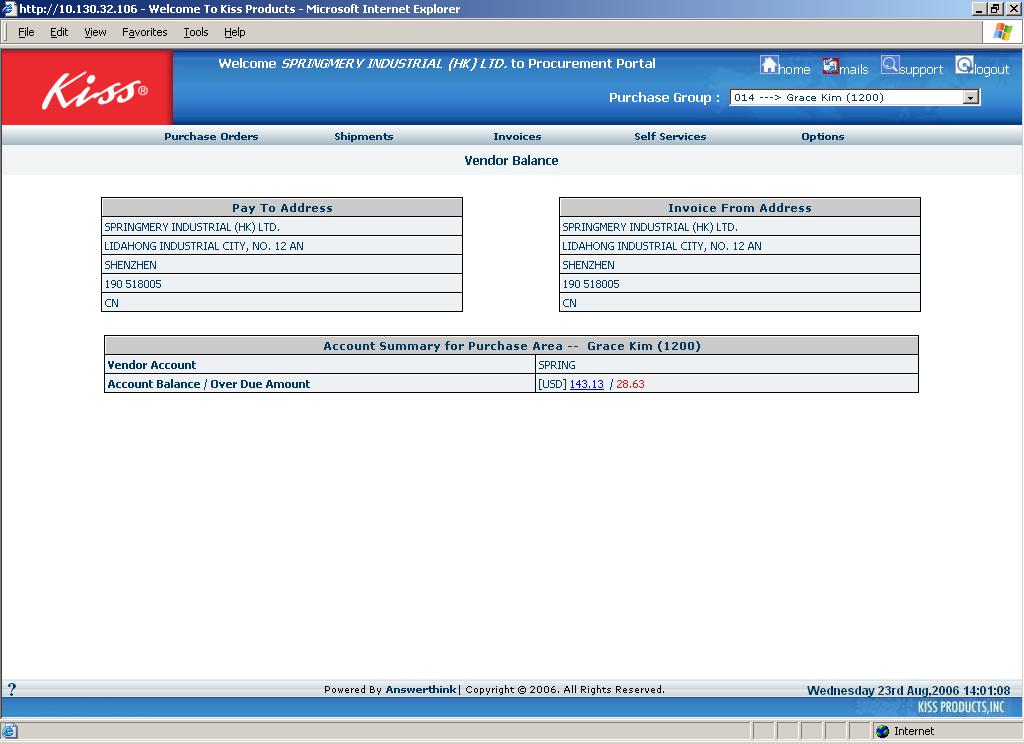 http://10.130.32.106 - Welcome To Kiss Products - Microsoft Internet Explorer
File Edit View Favorites Tools Help
Kiss®
Welcome SPRINGMERY INDUSTRIAL (HK) LTD. to Procurement Portal
home mails support logout
Purchase Group : 014 ---> Grace Kim (1200)
Purchase Orders Shipments Invoices Self Services Options
Vendor Balance
Pay To Address
SPRINGMERY INDUSTRIAL (HK) LTD.
LIDAHONG INDUSTRIAL CITY, NO. 12 AN
SHENZHEN
190 518005
CN
Invoice From Address
SPRINGMERY INDUSTRIAL (HK) LTD.
LIDAHONG INDUSTRIAL CITY, NO. 12 AN
SHENZHEN
190 518005
CN
Account Summary for Purchase Area -- Grace Kim (1200)
Vendor Account SPRING
Account Balance / Over Due Amount [USD] 143.13 / 28.63
? Powered By Answerthink| Copyright © 2006. All Rights Reserved. Wednesday 23rd Aug,2006 14:01:08
KISS PRODUCTS,INC
Internet